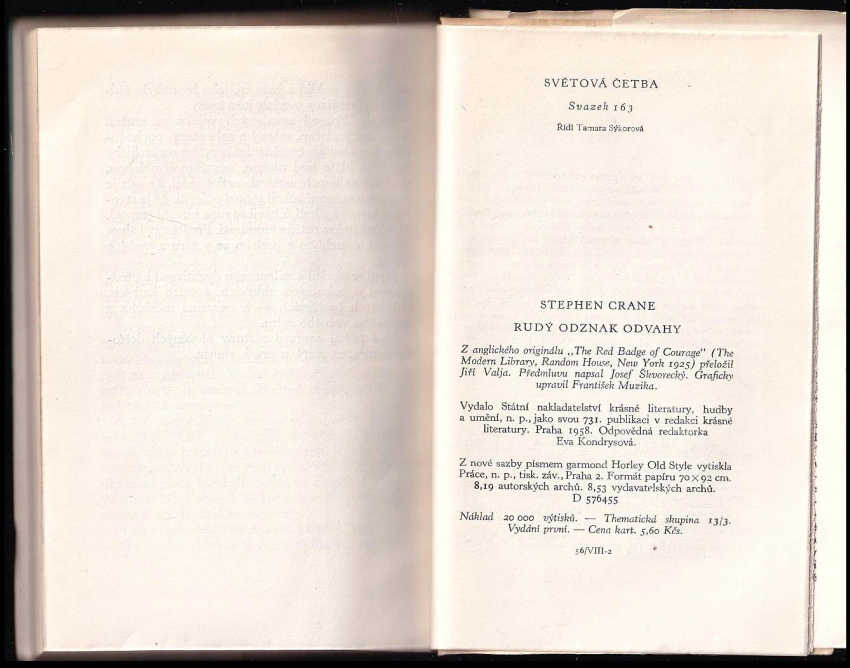 SVĚTOVÁ ČETBA
Svazek 163
Řídí Tamara Sýkorová
STEPHEN CRANE
RUDÝ ODZNAK ODVAHY
Z anglického originálu „The Red Badge of Courage“ (The
Modern Library, Random House, New York 1925) přeložil
Jiří Valja. Předmluvu napsal Josef Škvorecký. Graficky
upravil František Muzika.
Vydalo Státní nakladatelství krásné literatury, hudby
a umění, n. p., jako svou 731. publikaci v redakci krásné
literatury. Praha 1958. Odpovědná redaktorka
Eva Kondrysová.
Z nové sazby písmem garmond Horley Old Style vytiskla
Práce, n. p., tisk. záv., Praha 2. Formát papíru 70×92 cm.
8,19 autorských archů. 8,53 vydavatelských archů.
D 576455
Náklad 20 000 výtisků. — Thematická skupina 13/3.
Vydání první. — Cena kart. 5,60 Kčs.
56/VIII-2